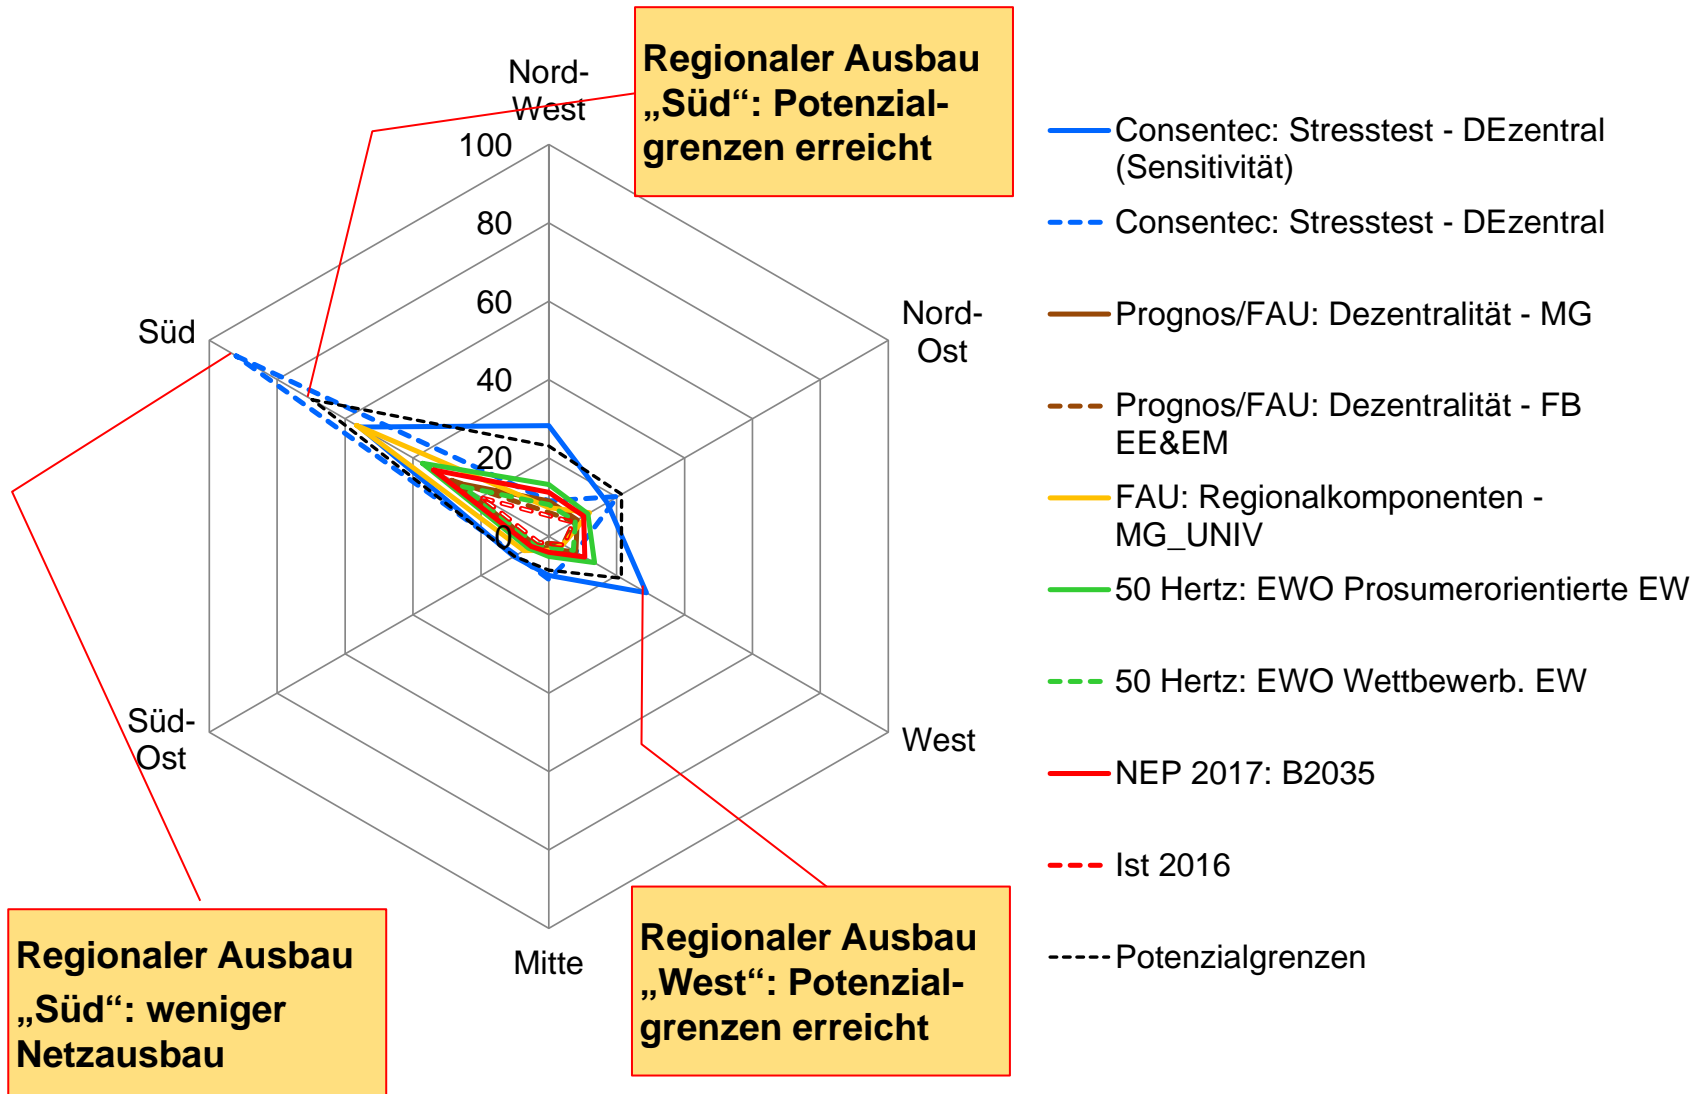 Regionaler Ausbau
„Süd“: Potenzial-
grenzen erreicht
Nord-
West
100
80
60
40
20
0
Nord-
Ost
West
Mitte
Süd-
Ost
Süd
Regionaler Ausbau
„Süd“: weniger
Netzausbau
Regionaler Ausbau
„West“: Potenzial-
grenzen erreicht
Consentec: Stresstest - DEzentral
(Sensitivität)
Consentec: Stresstest - DEzentral
Prognos/FAU: Dezentralität - MG
Prognos/FAU: Dezentralität - FB
EE&EM
FAU: Regionalkomponenten -
MG_UNIV
50 Hertz: EWO Prosumerorientierte EW
50 Hertz: EWO Wettbewerb. EW
NEP 2017: B2035
Ist 2016
Potenzialgrenzen